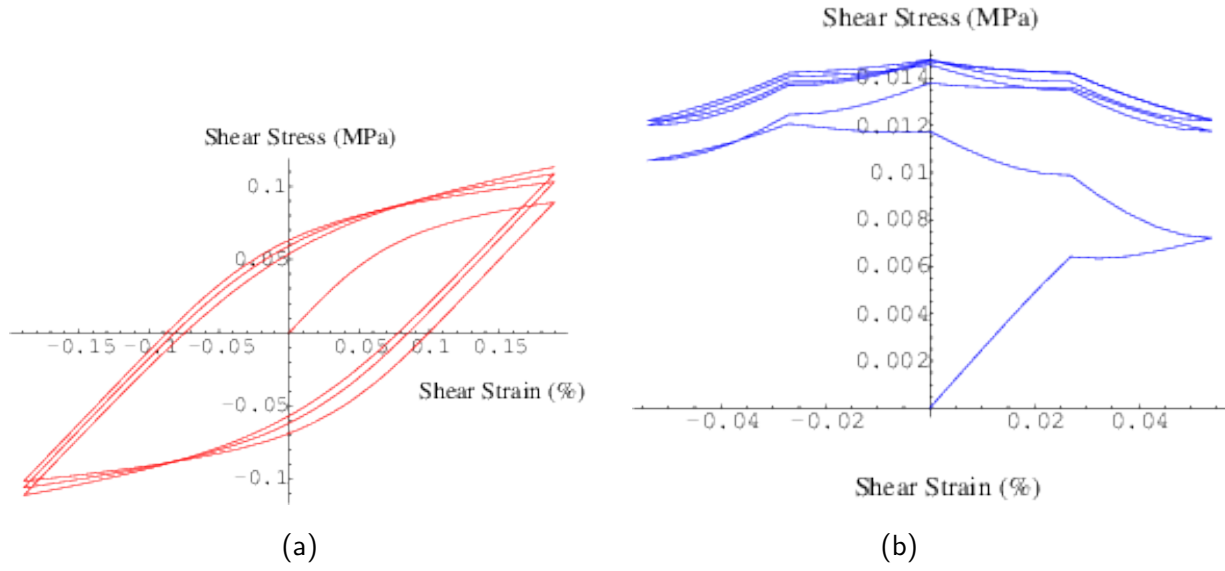 Shear Stress (MPa)
0.1
0.05
-0.15 -0.1 -0.05 0.05 0.1 0.15
-0.05
Shear Strain (%)
-0.1
(a)
Shear Stress (MPa)
0.014
0.012
0.01
0.008
0.006
0.004
0.002
-0.04 -0.02 0.02 0.04
Shear Strain (%)
(b)